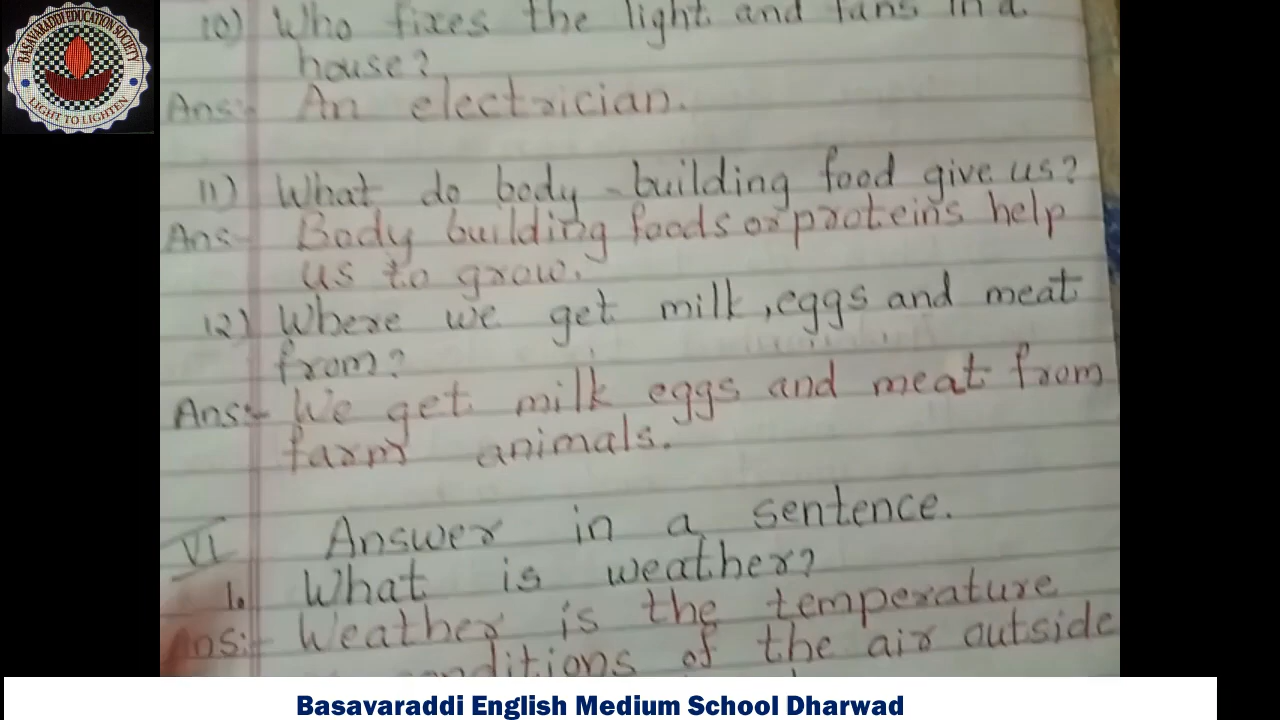 BASAVARADDI EDUCATION SOCIETY
LIGHT TO LIGHTEN
10) Who fixes the light and fans in a
house?
Ans:- An electrician.
11) What do body-building food give us?
Ans:- Body building foods or proteins help
us to grow.
12) Where we get milk, eggs and meat
from?
Ans:- We get milk eggs and meat from
farm animals.
VI Answer in a sentence.
1. What is weather?
Ans:- Weather is the temperature
conditions of the air outside
Basavaraddi English Medium School Dharwad